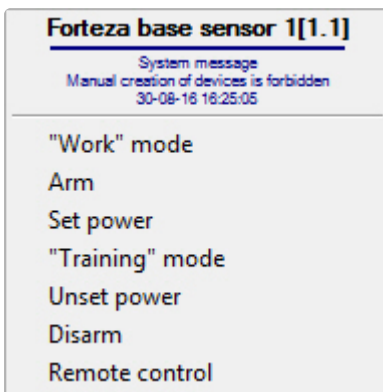 Forteza base sensor 1[1.1]
System message
Manual creation of devices is forbidden
30-08-16 16:25:05
"Work" mode
Arm
Set power
"Training" mode
Unset power
Disarm
Remote control